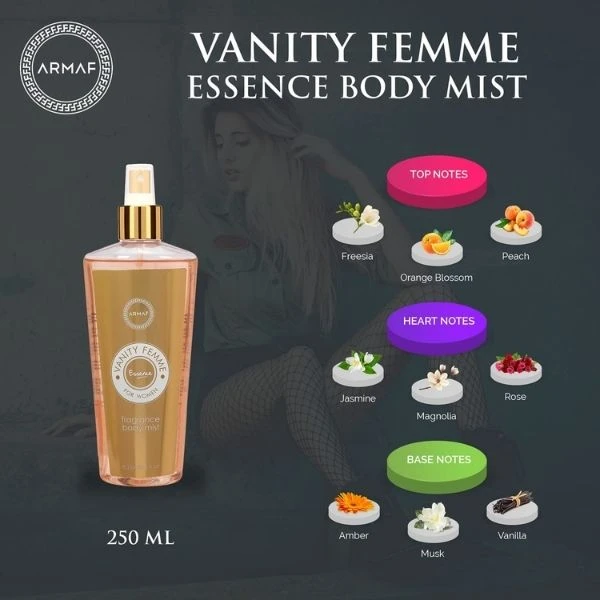 ARMAF
VANITY FEMME
ESSENCE BODY MIST
TOP NOTES
Freesia
Orange Blossom
Peach
HEART NOTES
Jasmine
Magnolia
Rose
BASE NOTES
Amber
Musk
Vanilla
ARMAF
VANITY FEMME
Essence
FOR WOMEN
fragrance
body mist
250 ML